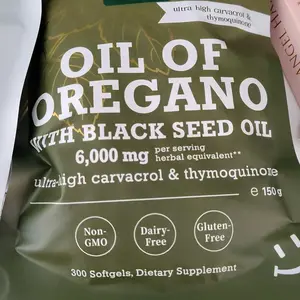 ultra high carvacrol &
thymoquinone
OIL OF
OREGANO
WITH BLACK SEED OIL
6,000 mg per serving
herbal equivalent**
ultra-high carvacrol & thymoquinone
℮ 150g
Non-
GMO
Dairy-
Free
Gluten-
Free
300 Softgels, Dietary Supplement